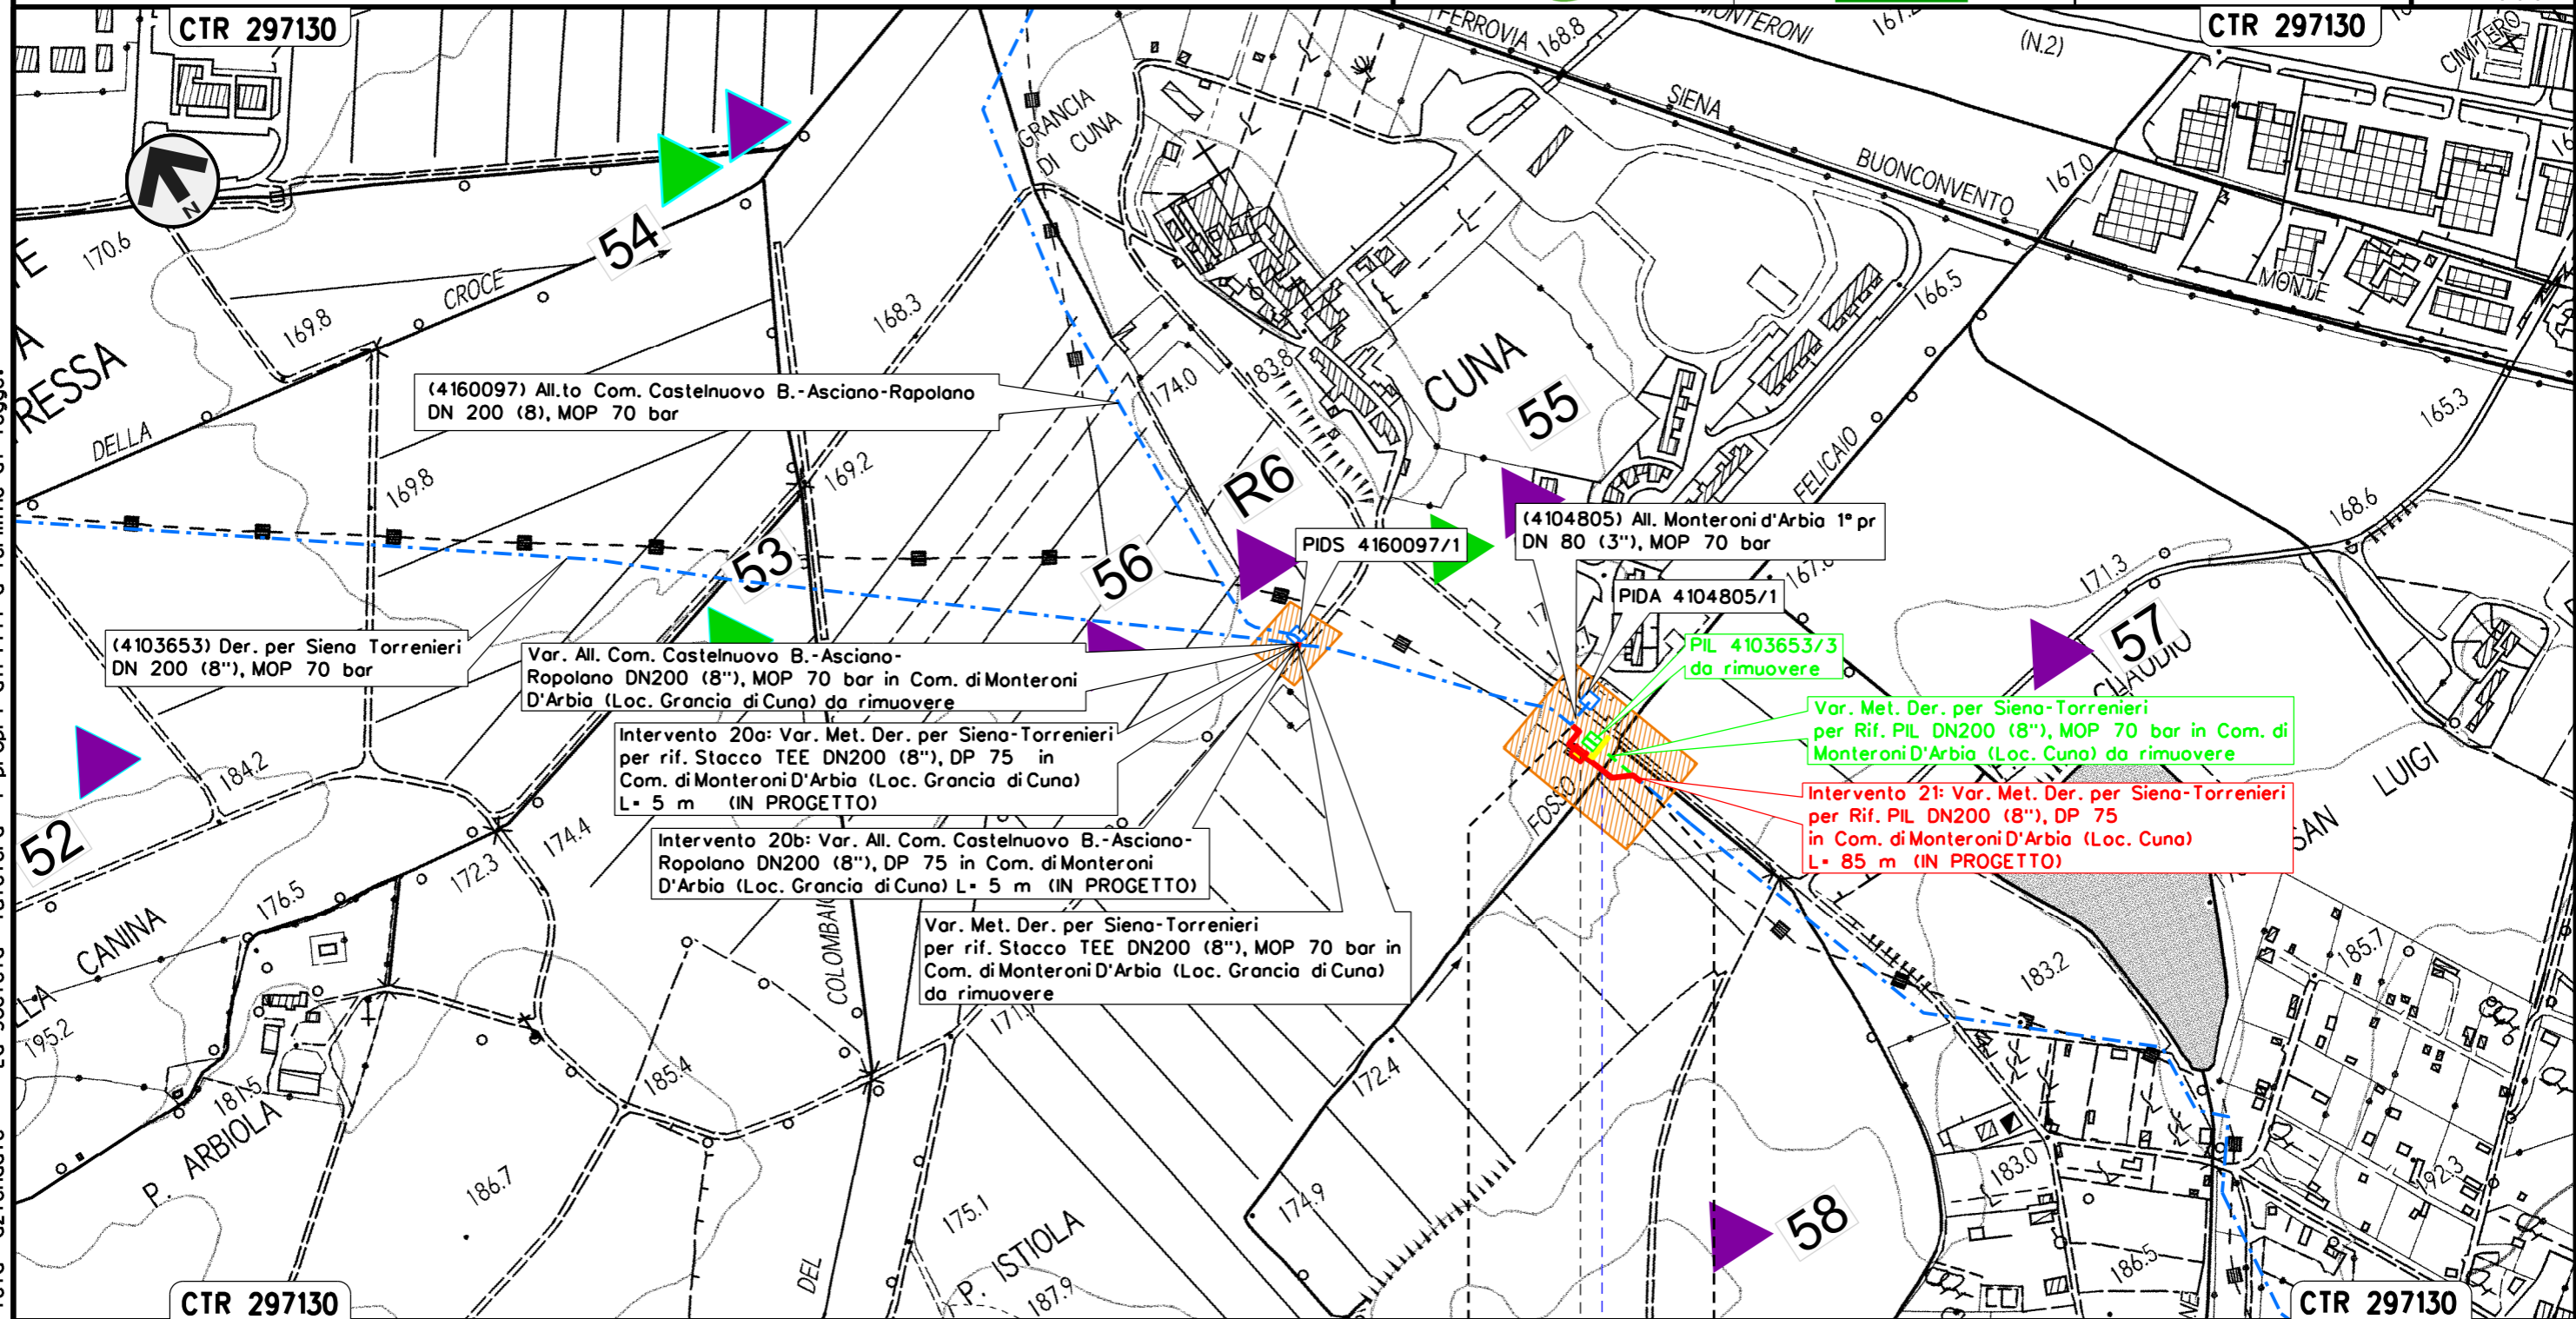 CTR 297130
CTR 297130
FERROVIA
168.8
MONTERONI
(N.2)
CIMITERO
SIENA
BUONCONVENTO
167.0
MONTE
GRANCIA
DI CUNA
N
170.6
54
CROCE
169.8
168.3
166.5
RESSA
DELLA
169.8
169.2
174.0
183.8
CUNA
55
165.3
(4160097) All.to Com. Castelnuovo B.-Asciano-Rapolano
DN 200 (8), MOP 70 bar
R6
FELICAIO
168.6
53
56
PIDS 4160097/1
(4104805) All. Monteroni d'Arbia 1ª pr
DN 80 (3"), MOP 70 bar
171.3
PIDA 4104805/1
57
CLAUDIO
(4103653) Der. per Siena Torrenieri
DN 200 (8"), MOP 70 bar
Var. All. Com. Castelnuovo B.-Asciano-
Ropolano DN200 (8"), MOP 70 bar in Com. di Monteroni
D'Arbia (Loc. Grancia di Cuna) da rimuovere
PIL 4103653/3
da rimuovere
Var. Met. Der. per Siena-Torrenieri
per Rif. PIL DN200 (8"), MOP 70 bar in Com. di
Monteroni D'Arbia (Loc. Cuna) da rimuovere
Intervento 20a: Var. Met. Der. per Siena-Torrenieri
per rif. Stacco TEE DN200 (8"), DP 75 in
Com. di Monteroni D'Arbia (Loc. Grancia di Cuna)
L= 5 m (IN PROGETTO)
184.2
LUIGI
SAN
Intervento 21: Var. Met. Der. per Siena-Torrenieri
per Rif. PIL DN200 (8"), DP 75
in Com. di Monteroni D'Arbia (Loc. Cuna)
L= 85 m (IN PROGETTO)
FOSSO
52
174.4
172.3
176.5
Intervento 20b: Var. All. Com. Castelnuovo B.-Asciano-
Ropolano DN200 (8"), DP 75 in Com. di Monteroni
D'Arbia (Loc. Grancia di Cuna) L= 5 m (IN PROGETTO)
CANINA
COLOMBAIO
Var. Met. Der. per Siena-Torrenieri
per rif. Stacco TEE DN200 (8"), MOP 70 bar in
Com. di Monteroni D'Arbia (Loc. Grancia di Cuna)
da rimuovere
183.2
185.7
195.2
181.5
185.4
172.4
P. ARBIOLA
186.7
183.0
192.3
174.9
175.1
58
P. ISTIOLA
187.9
DEL
186.5
CTR 297130
CTR 297130